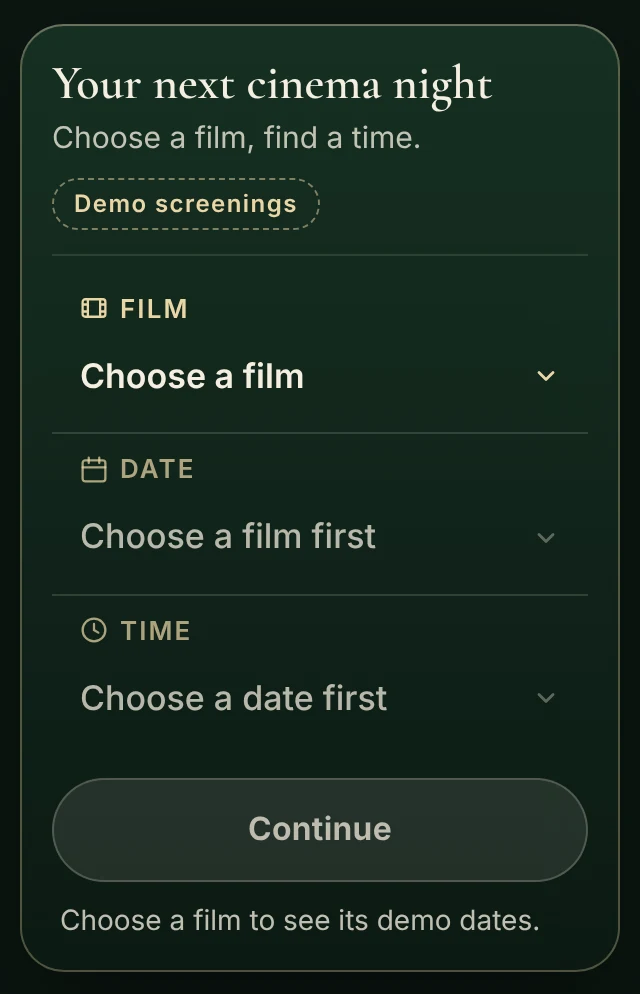 Your next cinema night
Choose a film, find a time.
Demo screenings
FILM
Choose a film
DATE
Choose a film first
TIME
Choose a date first
Continue
Choose a film to see its demo dates.